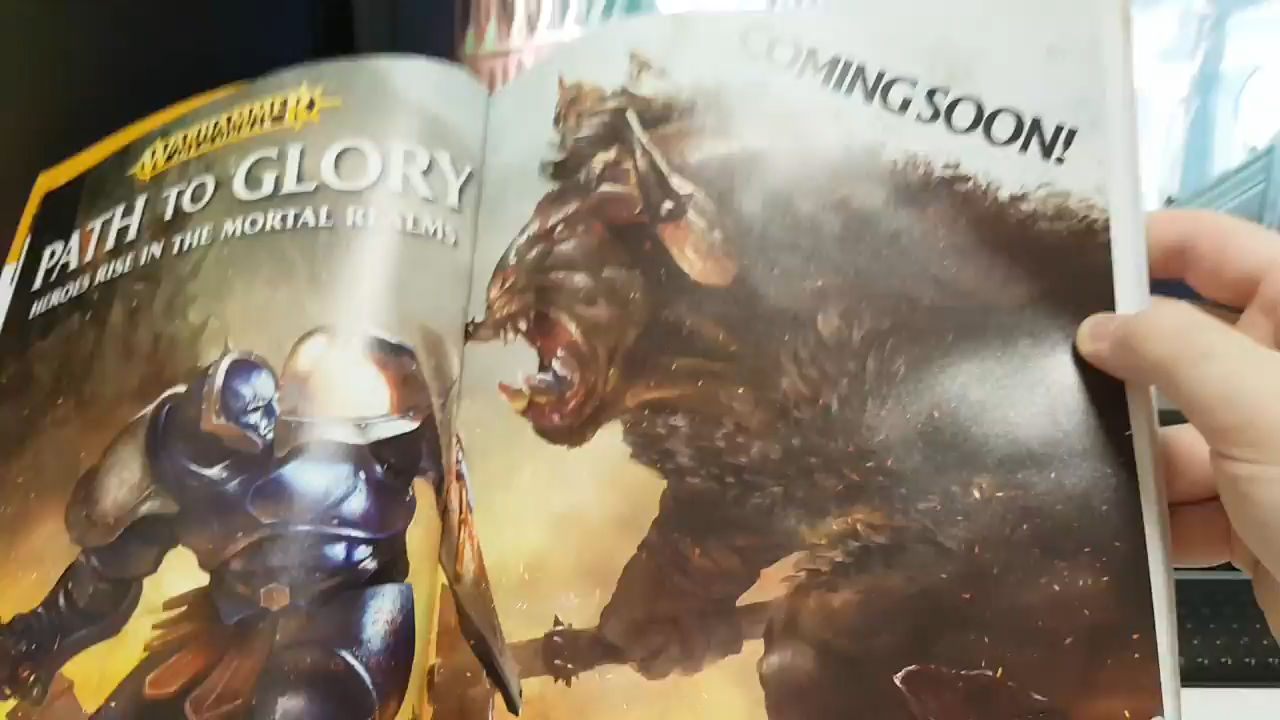 WARHAMMER
PATH TO GLORY
HEROES RISE IN THE MORTAL REALMS
COMING SOON!